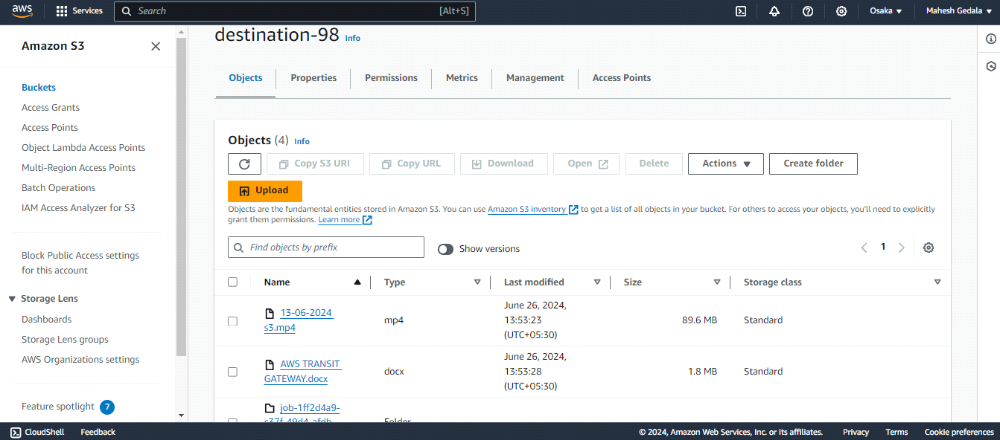 aws
Services
Search
[Alt+S]
Osaka
Mahesh Gedala
Amazon S3
Buckets
Access Grants
Access Points
Object Lambda Access Points
Multi-Region Access Points
Batch Operations
IAM Access Analyzer for S3
Block Public Access settings
for this account
Storage Lens
Dashboards
Storage Lens groups
AWS Organizations settings
Feature spotlight 7
destination-98 Info
Objects Properties Permissions Metrics Management Access Points
Objects (4) Info
Copy S3 URI Copy URL Download Open Delete Actions Create folder
Upload
Objects are the fundamental entities stored in Amazon S3. You can use Amazon S3 inventory to get a list of all objects in your bucket. For others to access your objects, you'll need to explicitly
grant them permissions. Learn more
Find objects by prefix
Show versions
1
Name Type Last modified Size Storage class
13-06-2024
s3.mp4
mp4
June 26, 2024,
13:53:23
(UTC+05:30)
89.6 MB
Standard
AWS TRANSIT
GATEWAY.docx
docx
June 26, 2024,
13:53:28
(UTC+05:30)
1.8 MB
Standard
job-1ff2d4a9-
c37f-49d4-afdb
Folder
CloudShell Feedback © 2024, Amazon Web Services, Inc. or its affiliates. Privacy Terms Cookie preferences